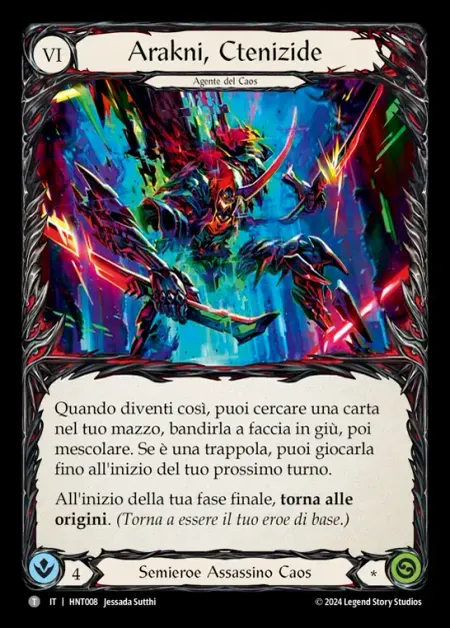 VI
Arakni, Ctenizide
Agente del Caos
Quando diventi così, puoi cercare una carta
nel tuo mazzo, bandirla a faccia in giù, poi
mescolare. Se è una trappola, puoi giocarla
fino all'inizio del tuo prossimo turno.
All'inizio della tua fase finale, torna alle
origini. (Torna a essere il tuo eroe di base.)
4
Semieroe Assassino Caos
*
T IT | HNT008 Jessada Sutthi
© 2024 Legend Story Studios